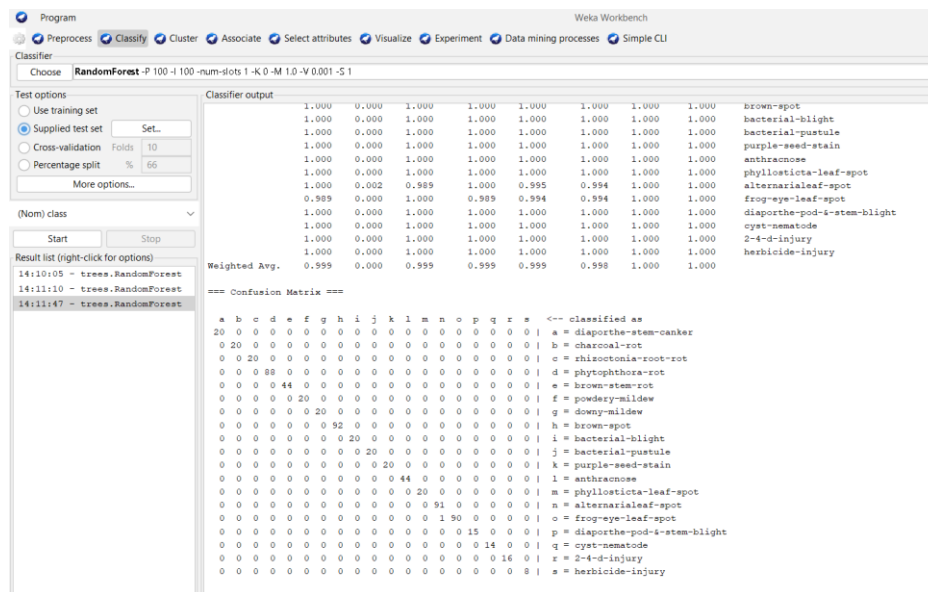 Program
Weka Workbench
Preprocess Classify Cluster Associate Select attributes Visualize Experiment Data mining processes Simple CLI
Classifier
Choose RandomForest -P 100 -I 100 -num-slots 1 -K 0 -M 1.0 -V 0.001 -S 1
Test options
Use training set
Supplied test set Set...
Cross-validation Folds 10
Percentage split % 66
More options...
(Nom) class
Start Stop
Result list (right-click for options)
14:10:05 - trees.RandomForest
14:11:10 - trees.RandomForest
14:11:47 - trees.RandomForest
Classifier output
1.000 0.000 1.000 1.000 1.000 1.000 1.000 1.000 brown-spot
1.000 0.000 1.000 1.000 1.000 1.000 1.000 1.000 bacterial-blight
1.000 0.000 1.000 1.000 1.000 1.000 1.000 1.000 bacterial-pustule
1.000 0.000 1.000 1.000 1.000 1.000 1.000 1.000 purple-seed-stain
1.000 0.000 1.000 1.000 1.000 1.000 1.000 1.000 anthracnose
1.000 0.000 1.000 1.000 1.000 1.000 1.000 1.000 phyllosticta-leaf-spot
1.000 0.002 0.989 1.000 0.995 0.994 1.000 1.000 alternarialeaf-spot
0.989 0.000 1.000 0.989 0.994 0.994 1.000 1.000 frog-eye-leaf-spot
1.000 0.000 1.000 1.000 1.000 1.000 1.000 1.000 diaporthe-pod-&-stem-blight
1.000 0.000 1.000 1.000 1.000 1.000 1.000 1.000 cyst-nematode
1.000 0.000 1.000 1.000 1.000 1.000 1.000 1.000 2-4-d-injury
1.000 0.000 1.000 1.000 1.000 1.000 1.000 1.000 herbicide-injury
Weighted Avg. 0.999 0.000 0.999 0.999 0.999 0.998 1.000 1.000
=== Confusion Matrix ===
a b c d e f g h i j k l m n o p q r s <-- classified as
20 0 0 0 0 0 0 0 0 0 0 0 0 0 0 0 0 0 0 | a = diaporthe-stem-canker
0 20 0 0 0 0 0 0 0 0 0 0 0 0 0 0 0 0 0 | b = charcoal-rot
0 0 20 0 0 0 0 0 0 0 0 0 0 0 0 0 0 0 0 | c = rhizoctonia-root-rot
0 0 0 88 0 0 0 0 0 0 0 0 0 0 0 0 0 0 0 | d = phytophthora-rot
0 0 0 0 44 0 0 0 0 0 0 0 0 0 0 0 0 0 0 | e = brown-stem-rot
0 0 0 0 0 20 0 0 0 0 0 0 0 0 0 0 0 0 0 | f = powdery-mildew
0 0 0 0 0 0 20 0 0 0 0 0 0 0 0 0 0 0 0 | g = downy-mildew
0 0 0 0 0 0 0 92 0 0 0 0 0 0 0 0 0 0 0 | h = brown-spot
0 0 0 0 0 0 0 0 20 0 0 0 0 0 0 0 0 0 0 | i = bacterial-blight
0 0 0 0 0 0 0 0 0 20 0 0 0 0 0 0 0 0 0 | j = bacterial-pustule
0 0 0 0 0 0 0 0 0 0 20 0 0 0 0 0 0 0 0 | k = purple-seed-stain
0 0 0 0 0 0 0 0 0 0 0 44 0 0 0 0 0 0 0 | l = anthracnose
0 0 0 0 0 0 0 0 0 0 0 0 20 0 0 0 0 0 0 | m = phyllosticta-leaf-spot
0 0 0 0 0 0 0 0 0 0 0 0 0 91 0 0 0 0 0 | n = alternarialeaf-spot
0 0 0 0 0 0 0 0 0 0 0 0 0 1 90 0 0 0 0 | o = frog-eye-leaf-spot
0 0 0 0 0 0 0 0 0 0 0 0 0 0 0 15 0 0 0 | p = diaporthe-pod-&-stem-blight
0 0 0 0 0 0 0 0 0 0 0 0 0 0 0 0 14 0 0 | q = cyst-nematode
0 0 0 0 0 0 0 0 0 0 0 0 0 0 0 0 0 16 0 | r = 2-4-d-injury
0 0 0 0 0 0 0 0 0 0 0 0 0 0 0 0 0 0 8 | s = herbicide-injury